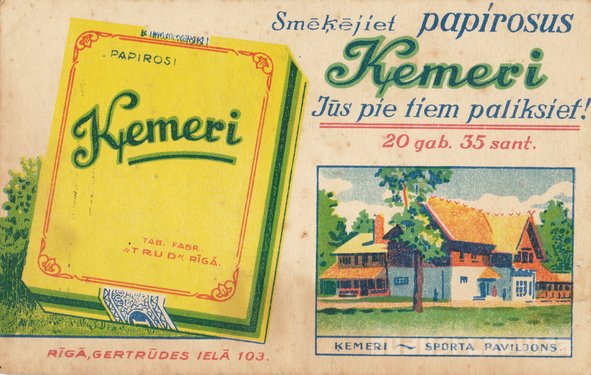 Smēķējiet papirosus
Ķemeri
Jūs pie tiem paliksiet!
20 gab. 35 sant.
PAPIROSI
Ķemeri
TAB. FABR.
„TRUD”, RĪGĀ.
ĶEMERI ~ SPORTA PAVILJONS.
RĪGĀ, GERTRŪDES IELĀ 103.